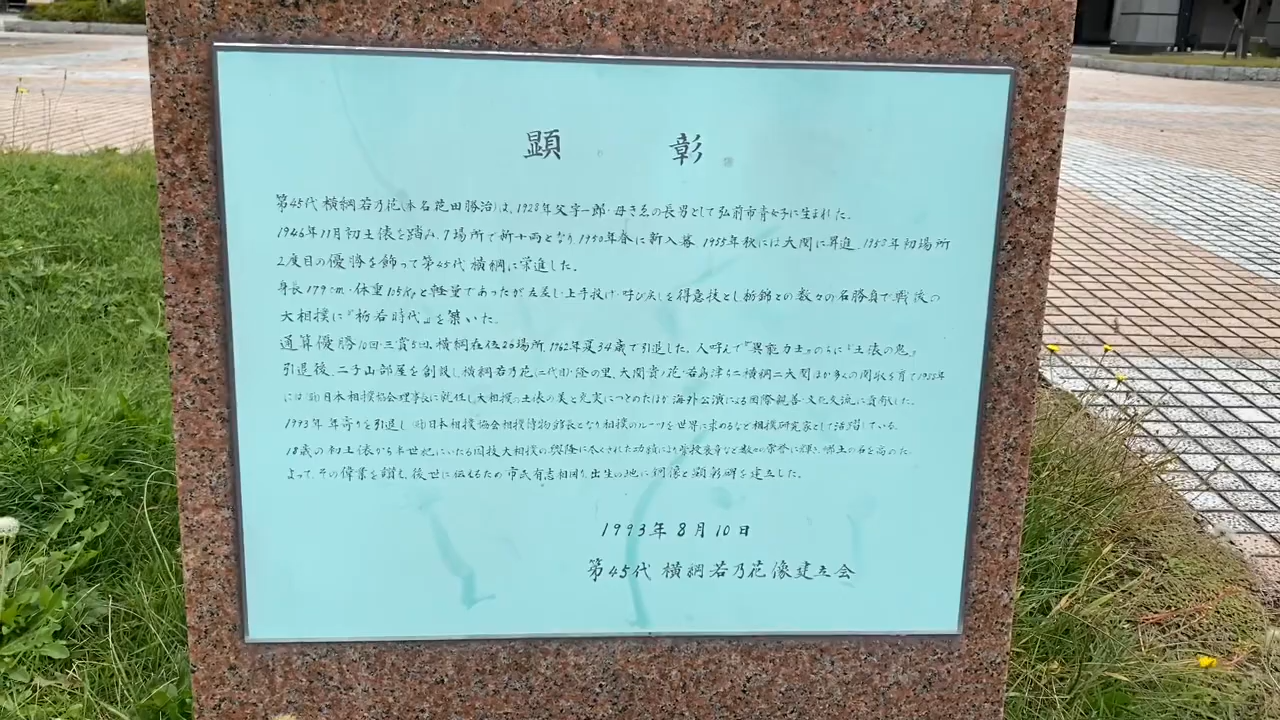 顕彰
第45代 横綱若乃花(本名花田勝治)は、1928年父宇一郎・母きゑの長男として弘前市青女子に生まれた。
1946年11月初土俵を踏み、7場所で新十両となり1950年春に新入幕 1955年秋には大関に昇進 1958年初場所
2度目の優勝を飾って第45代 横綱に栄進した。
身長179cm・体重105kgと軽量であったが左四し・上手投げ・呼び戻しを得意技とし栃錦との数々の名勝負で戦後の
大相撲に『栃若時代』を築いた。
通算優勝10回・三賞5回、横綱在位26場所、1962年夏34歳で引退した。人呼んで『異能力士』のちに『土俵の鬼』
引退後、二子山部屋を創設し、横綱若乃花(二代目)・隆の里、大関貴ノ花・若島津ら二横綱二大関ほか多くの関取を育て1988年
には(財)日本相撲協会理事長に就任し大相撲の土俵の美と充実につとめたほか 海外公演による国際親善・文化交流に貢献した。
1993年 年寄りを引退し (財)日本相撲協会相撲博物館長となり相撲のルーツを世界に求めるなど相撲研究家として活躍している。
18歳の初土俵から半世紀にいたる国技大相撲の興隆に尽くされた功績により 褒章など数々の栄誉に輝き、郷土の名を高めた
よって、その偉業を讃え、後世に伝えるため 市民有志相困り、出生の地に銅像と顕彰碑を建立した。
1993年8月10日
第45代 横綱若乃花像建立会